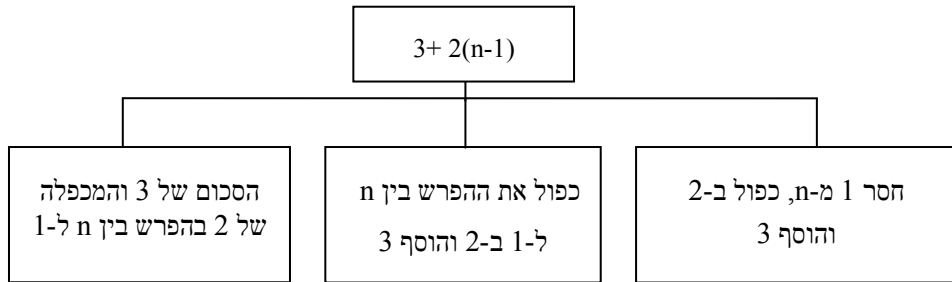 3+ 2(n-1)
חסר 1 מ-n, כפול ב-2
והוסף 3
כפול את ההפרש בין n
ל-1 ב-2 והוסף 3
הסכום של 3 והמכפלה
של 2 בהפרש בין n ל-1